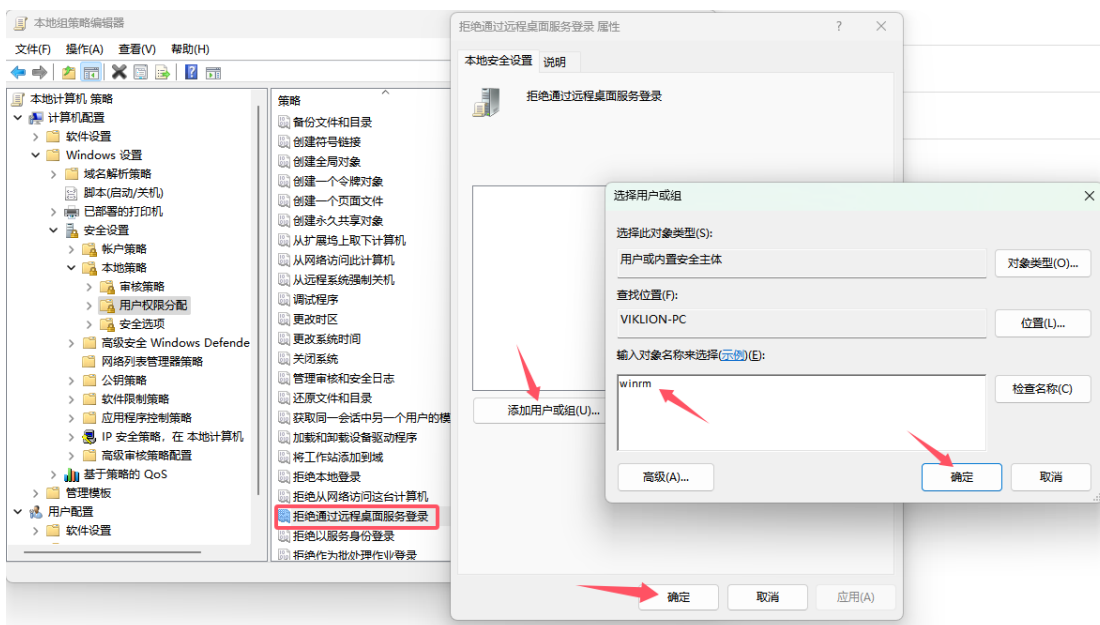 本地组策略编辑器
文件(F) 操作(A) 查看(V) 帮助(H)
本地计算机 策略
计算机配置
软件设置
Windows 设置
域名解析策略
脚本(启动/关机)
已部署的打印机
安全设置
帐户策略
本地策略
审核策略
用户权限分配
安全选项
高级安全 Windows Defende
网络列表管理器策略
公钥策略
软件限制策略
应用程序控制策略
IP 安全策略，在 本地计算机
高级审核策略配置
基于策略的 QoS
管理模板
用户配置
软件设置
策略
备份文件和目录
创建符号链接
创建全局对象
创建一个令牌对象
创建一个页面文件
创建永久共享对象
从扩展坞上取下计算机
从网络访问此计算机
从远程系统强制关机
调试程序
更改时区
更改系统时间
关闭系统
管理审核和安全日志
还原文件和目录
获取同一会话中另一个用户的模
加载和卸载设备驱动程序
将工作站添加到域
拒绝本地登录
拒绝从网络访问这台计算机
拒绝通过远程桌面服务登录
拒绝以服务身份登录
拒绝作为批处理作业登录
拒绝通过远程桌面服务登录 属性
本地安全设置 说明
拒绝通过远程桌面服务登录
添加用户或组(U)...
确定 取消 应用(A)
选择用户或组
选择此对象类型(S):
用户或内置安全主体
对象类型(O)...
查找位置(F):
VIKLION-PC
位置(L)...
输入对象名称来选择(示例)(E):
winrm
检查名称(C)
高级(A)...
确定 取消